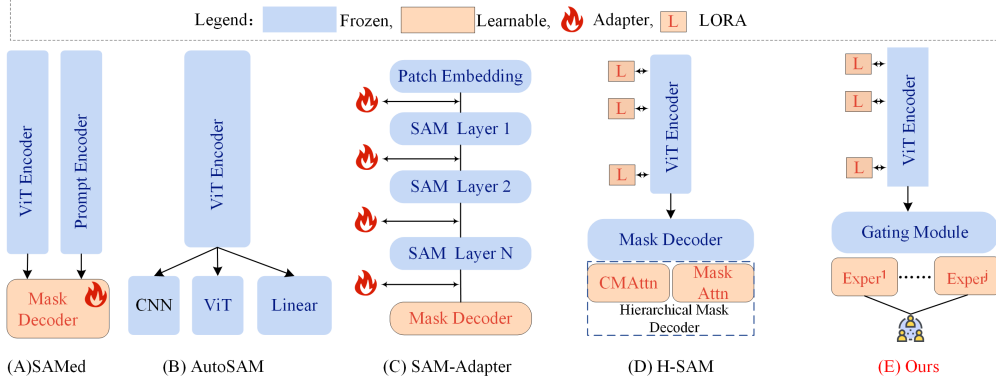 Legend: Frozen, Learnable Adapter, L LORA
ViT Encoder
Prompt Encoder
Mask
Decoder
(A)SAMed
ViT Encoder
CNN
ViT
Linear
(B) AutoSAM
Patch Embedding
SAM Layer 1
SAM Layer 2
SAM Layer N
Mask Decoder
(C) SAM-Adapter
L
L
L
ViT Encoder
Mask Decoder
CMAttn
Mask
Attn
Hierarchical Mask
Decoder
(D) H-SAM
L
L
L
ViT Encoder
Gating Module
Exper1
Experj
(E) Ours